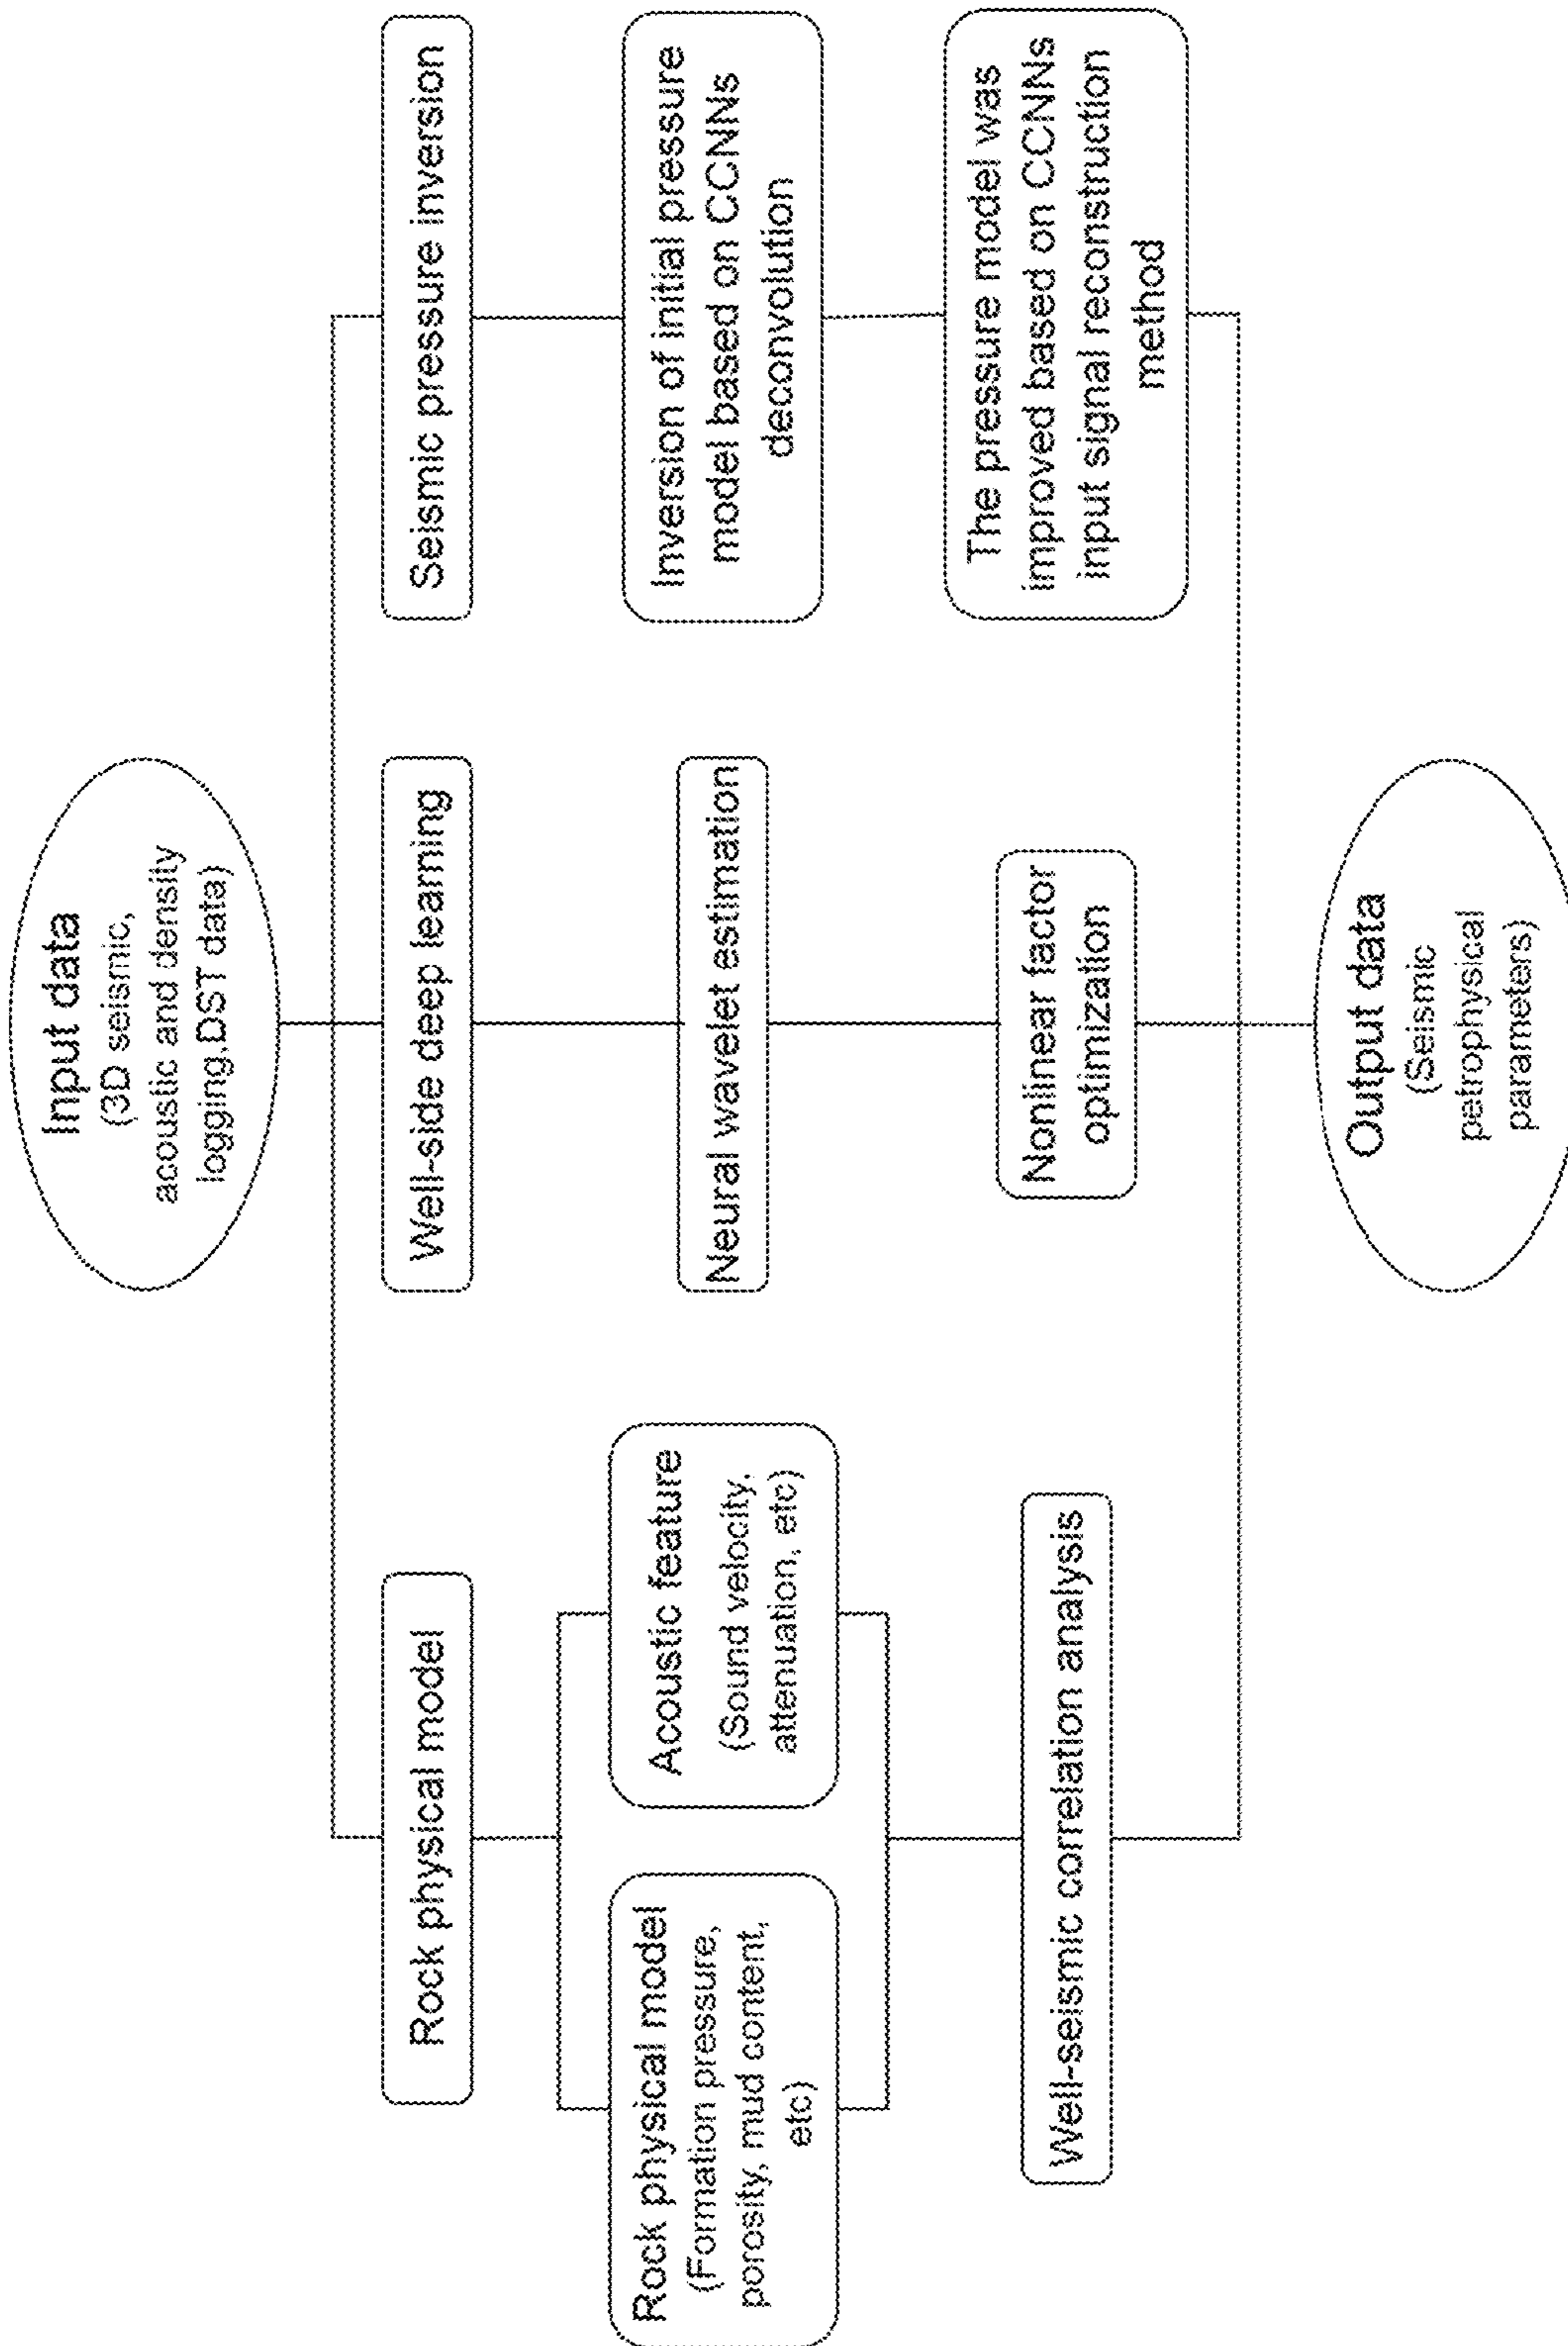 Input data
(3D seismic,
acoustic and density
logging,DST data)
Rock physical model
Well-side deep learning
Seismic pressure inversion
Rock physical model
(Formation pressure,
porosity, mud content,
etc)
Acoustic feature
(Sound velocity,
attenuation, etc)
Neural wavelet estimation
Inversion of initial pressure
model based on CCNNs
deconvolution
Well-seismic correlation analysis
Nonlinear factor
optimization
The pressure model was
improved based on CCNNs
input signal reconstruction
method
Output data
(Seismic
petrophysical
parameters)